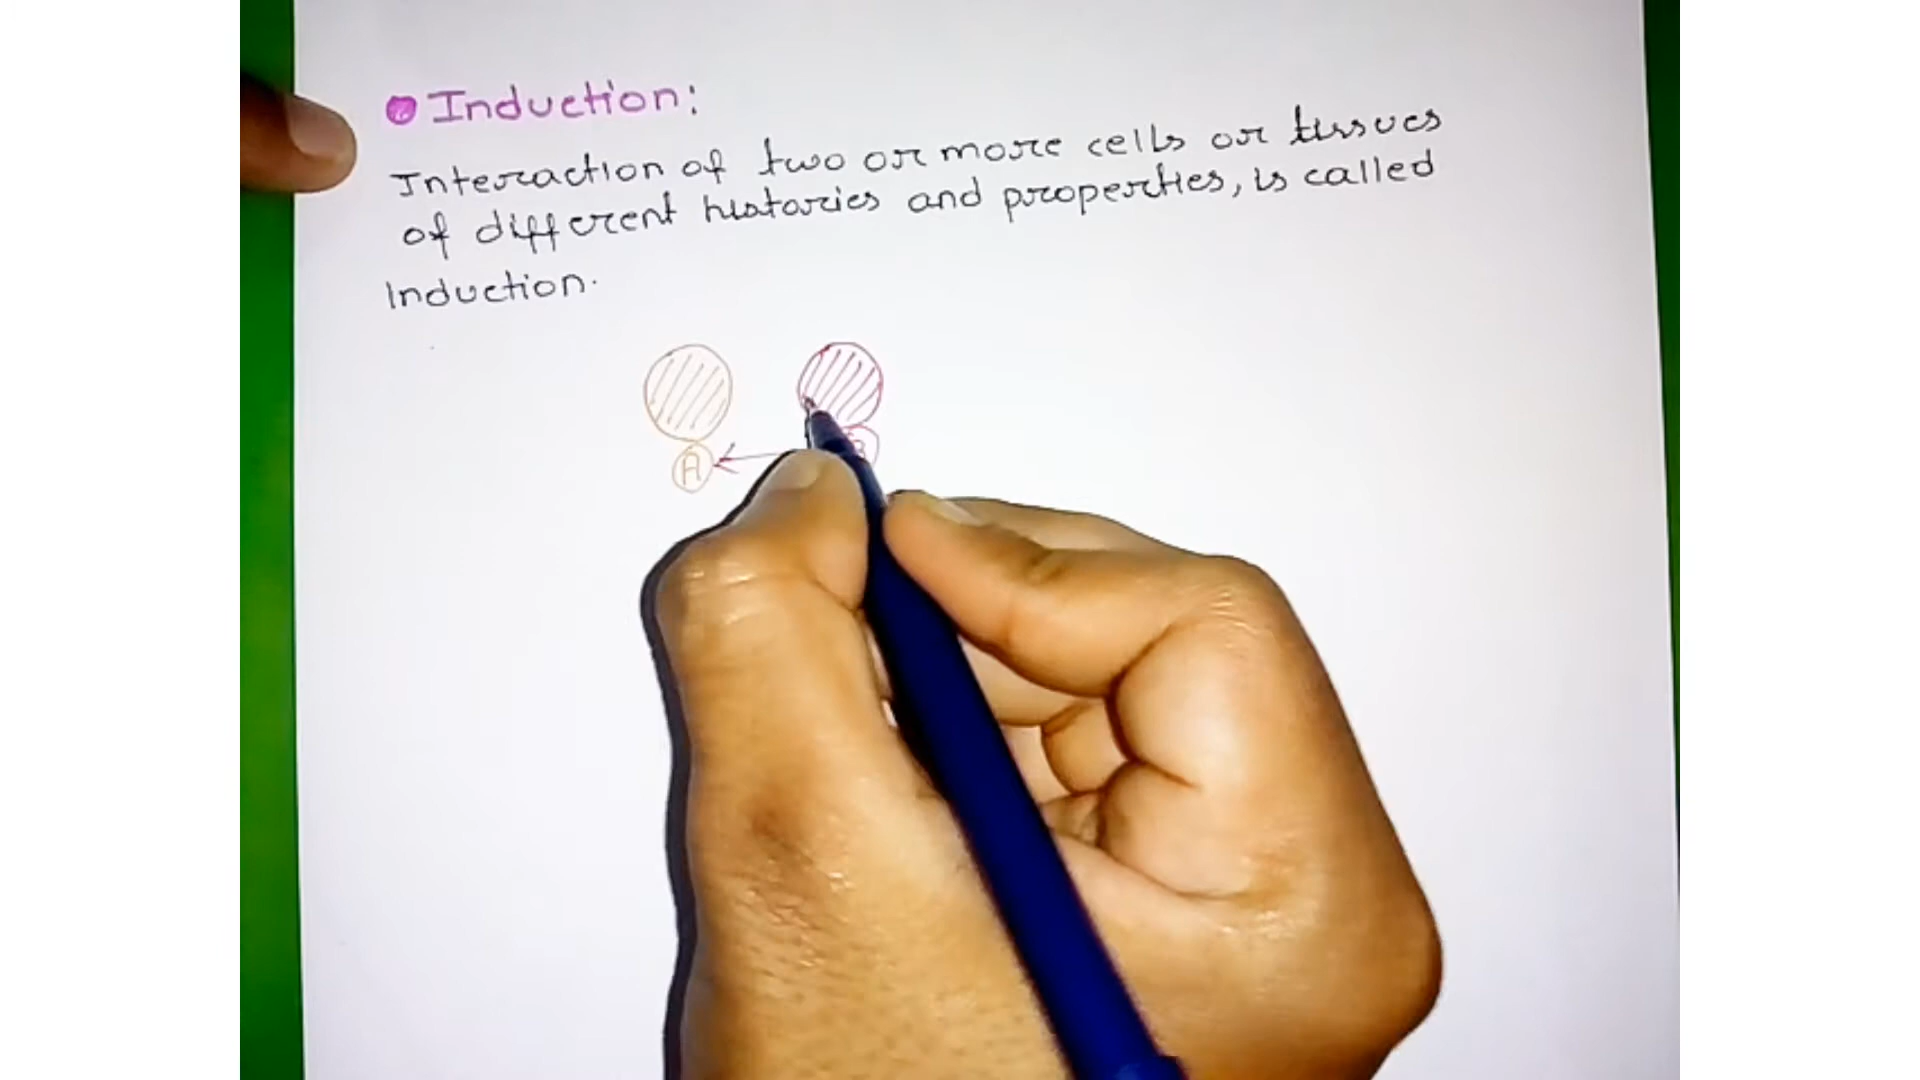 Induction:
Interaction of two or more cells or tissues
of different histories and properties, is called
Induction.
A B